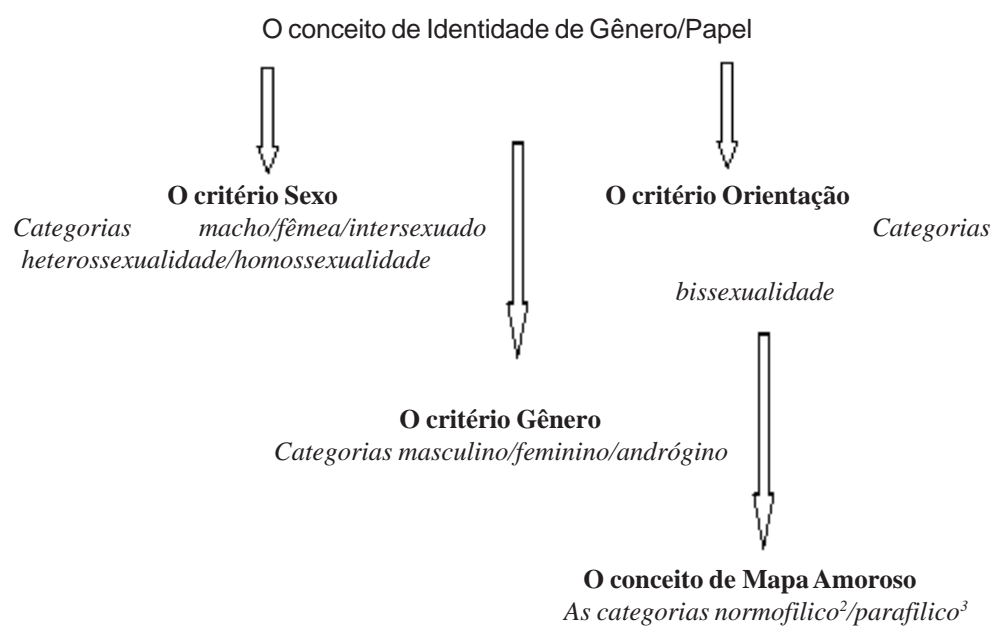 O conceito de Identidade de Gênero/Papel
O critério Sexo O critério Orientação
Categorias macho/fêmea/intersexuado Categorias
heterossexualidade/homossexualidade
bissexualidade
O critério Gênero
Categorias masculino/feminino/andrógino
O conceito de Mapa Amoroso
As categorias normofilico²/parafilico³